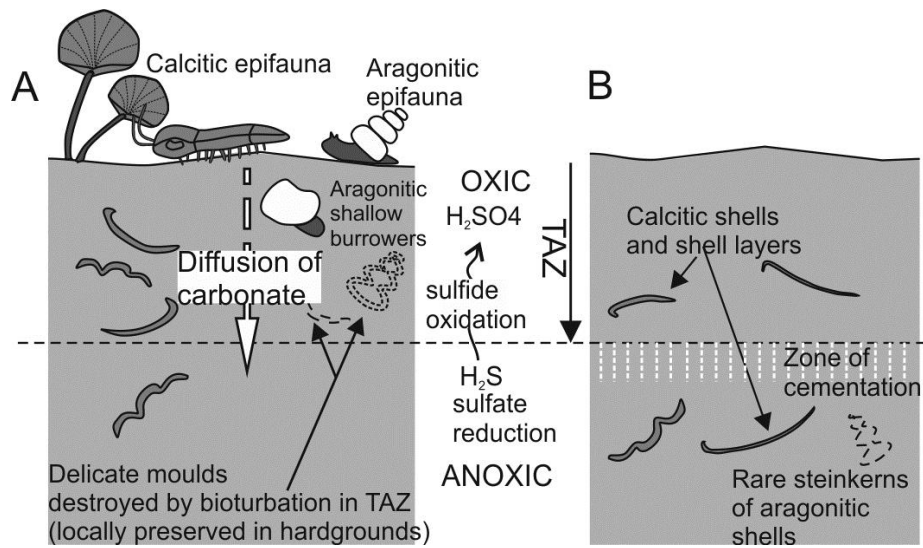 A
Calcitic epifauna
Aragonitic
epifauna
B
Aragonitic
shallow
burrowers
Diffusion of
carbonate
OXIC
H₂SO4
sulfide
oxidation
H₂S
sulfate
reduction
ANOXIC
TAZ
Delicate moulds
destroyed by bioturbation in TAZ
(locally preserved in hardgrounds)
Calcitic shells
and shell layers
Zone of
cementation
Rare steinkerns
of aragonitic
shells